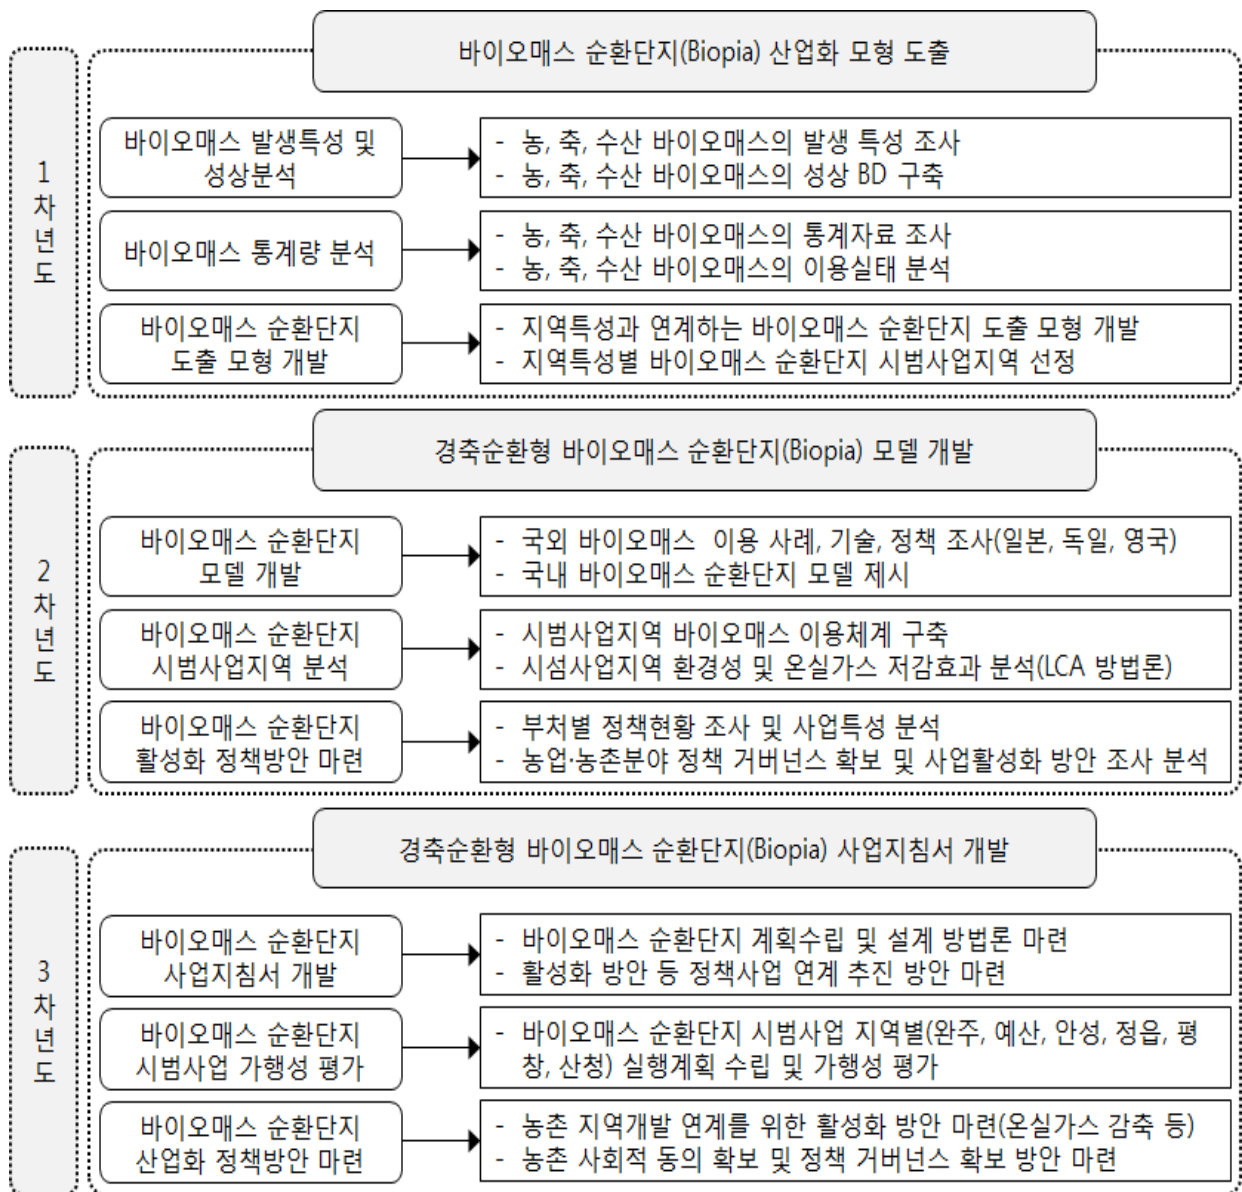 바이오매스 순환단지(Biopia) 산업화 모형 도출
1
차
년
도
바이오매스 발생특성 및
성상분석
- 농, 축, 수산 바이오매스의 발생 특성 조사
- 농, 축, 수산 바이오매스의 성상 BD 구축
바이오매스 통계량 분석
- 농, 축, 수산 바이오매스의 통계자료 조사
- 농, 축, 수산 바이오매스의 이용실태 분석
바이오매스 순환단지
도출 모형 개발
- 지역특성과 연계하는 바이오매스 순환단지 도출 모형 개발
- 지역특성별 바이오매스 순환단지 시범사업지역 선정
경축순환형 바이오매스 순환단지(Biopia) 모델 개발
2
차
년
도
바이오매스 순환단지
모델 개발
- 국외 바이오매스 이용 사례, 기술, 정책 조사(일본, 독일, 영국)
- 국내 바이오매스 순환단지 모델 제시
바이오매스 순환단지
시범사업지역 분석
- 시범사업지역 바이오매스 이용체계 구축
- 시섬사업지역 환경성 및 온실가스 저감효과 분석(LCA 방법론)
바이오매스 순환단지
활성화 정책방안 마련
- 부처별 정책현황 조사 및 사업특성 분석
- 농업·농촌분야 정책 거버넌스 확보 및 사업활성화 방안 조사 분석
경축순환형 바이오매스 순환단지(Biopia) 사업지침서 개발
3
차
년
도
바이오매스 순환단지
사업지침서 개발
- 바이오매스 순환단지 계획수립 및 설계 방법론 마련
- 활성화 방안 등 정책사업 연계 추진 방안 마련
바이오매스 순환단지
시범사업 가행성 평가
- 바이오매스 순환단지 시범사업 지역별(완주, 예산, 안성, 정읍, 평
창, 산청) 실행계획 수립 및 가행성 평가
바이오매스 순환단지
산업화 정책방안 마련
- 농촌 지역개발 연계를 위한 활성화 방안 마련(온실가스 감축 등)
- 농촌 사회적 동의 확보 및 정책 거버넌스 확보 방안 마련